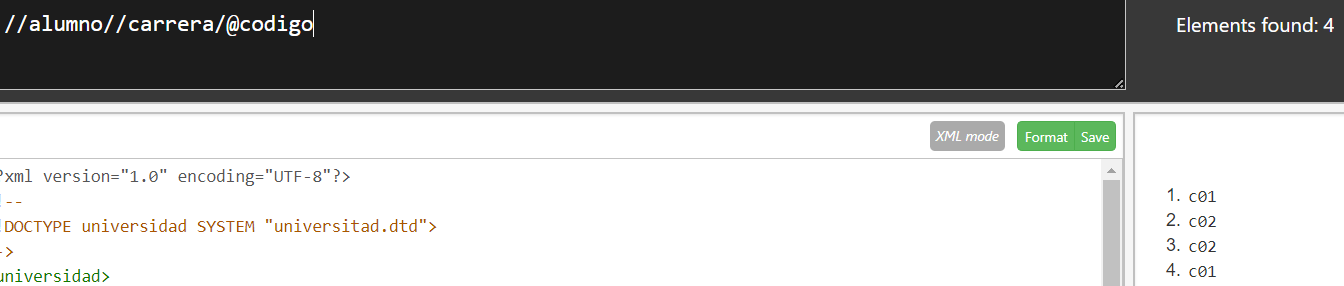 //alumno//carrera/@codigo
Elements found: 4
XML mode
Format
Save
?xml version="1.0" encoding="UTF-8"?>
!--
!DOCTYPE universidad SYSTEM "universitad.dtd">
->
universidad>
1. c01
2. c02
3. c02
4. c01